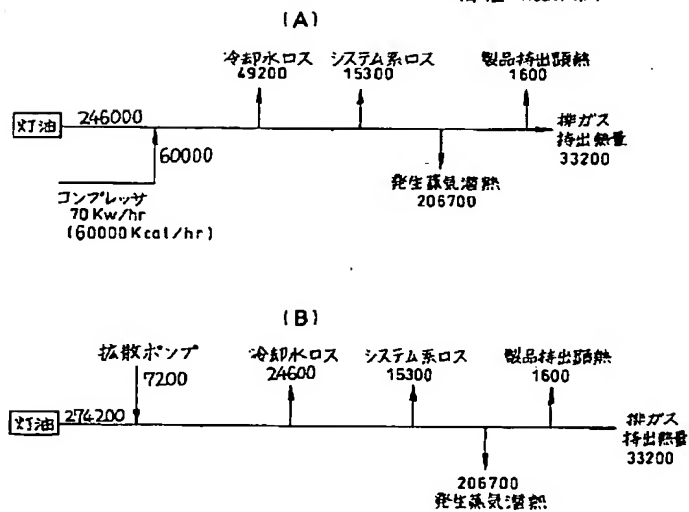 (A)
冷却水ロス
49200
システム系ロス
15300
製品持出顕熱
1600
灯油
246000
排ガス
持出熱量
33200
60000
コンプレッサ
70Kw/hr
(60000Kcal/hr)
発生蒸気潜熱
206700
(B)
拡散ポンプ
7200
冷却水ロス
24600
システム系ロス
15300
製品持出顕熱
1600
灯油
274200
排ガス
持出熱量
33200
206700
発生蒸気潜熱